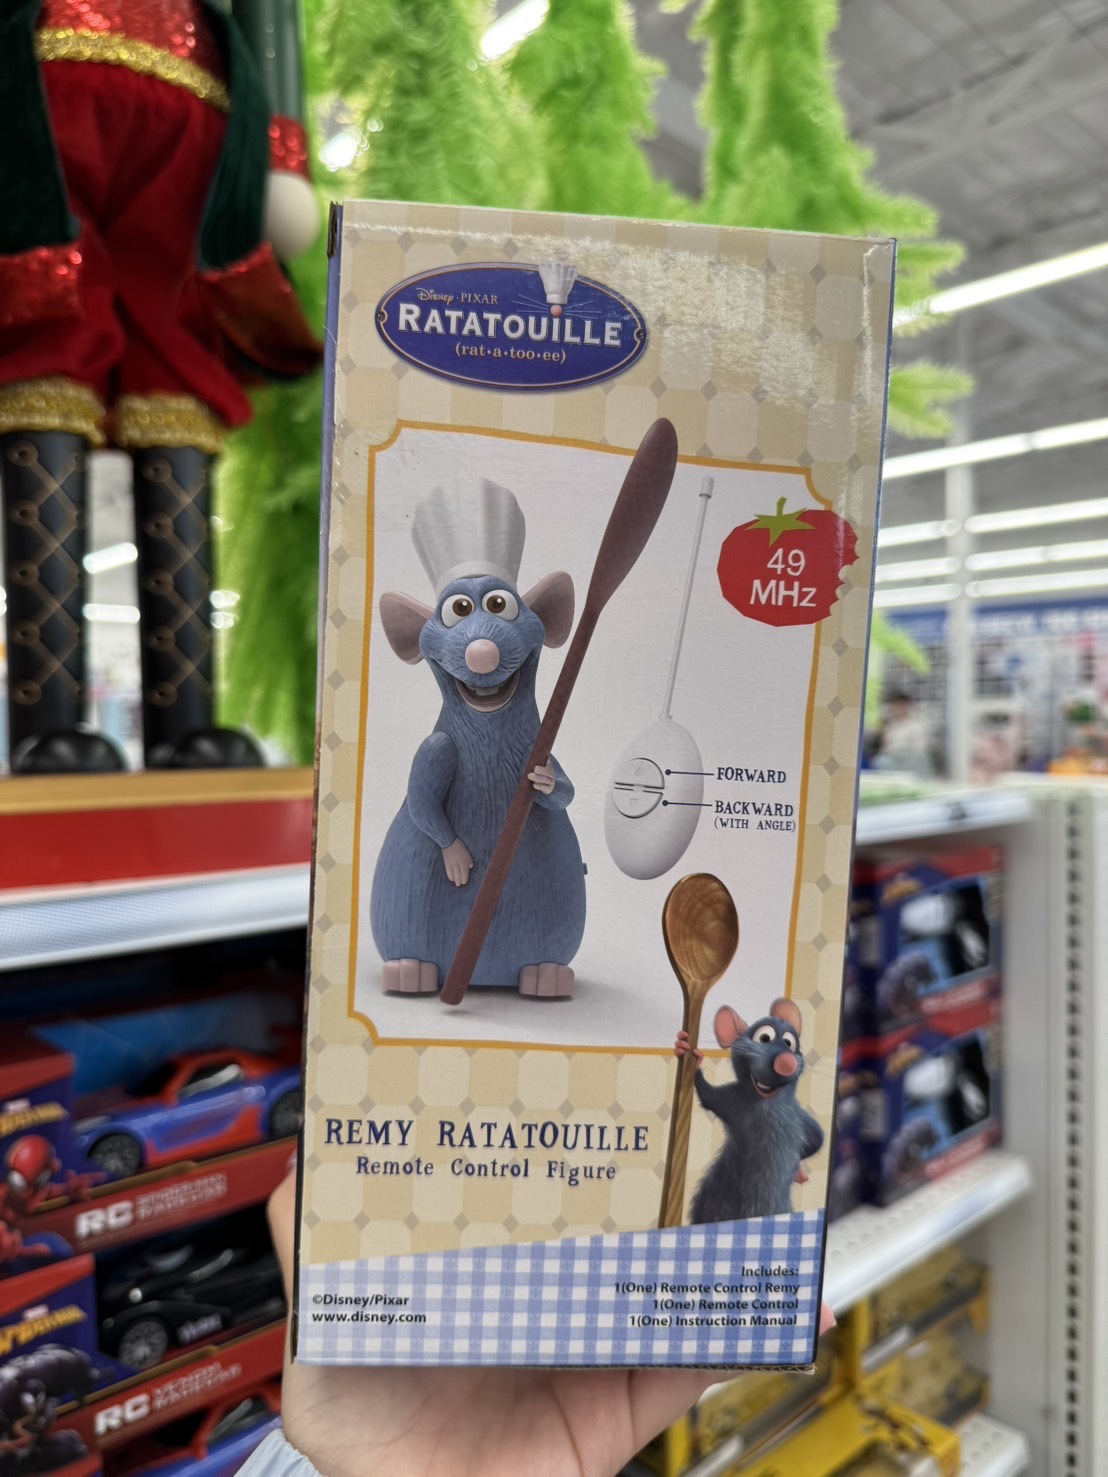 Disney · PIXAR
RATATOUILLE
(rat•a•too•ee)
49
MHz
FORWARD
BACKWARD
(WITH ANGLE)
REMY RATATOUILLE
Remote Control Figure
©Disney/Pixar
www.disney.com
Includes:
1(One) Remote Control Remy
1(One) Remote Control
1(One) Instruction Manual
RC
RC